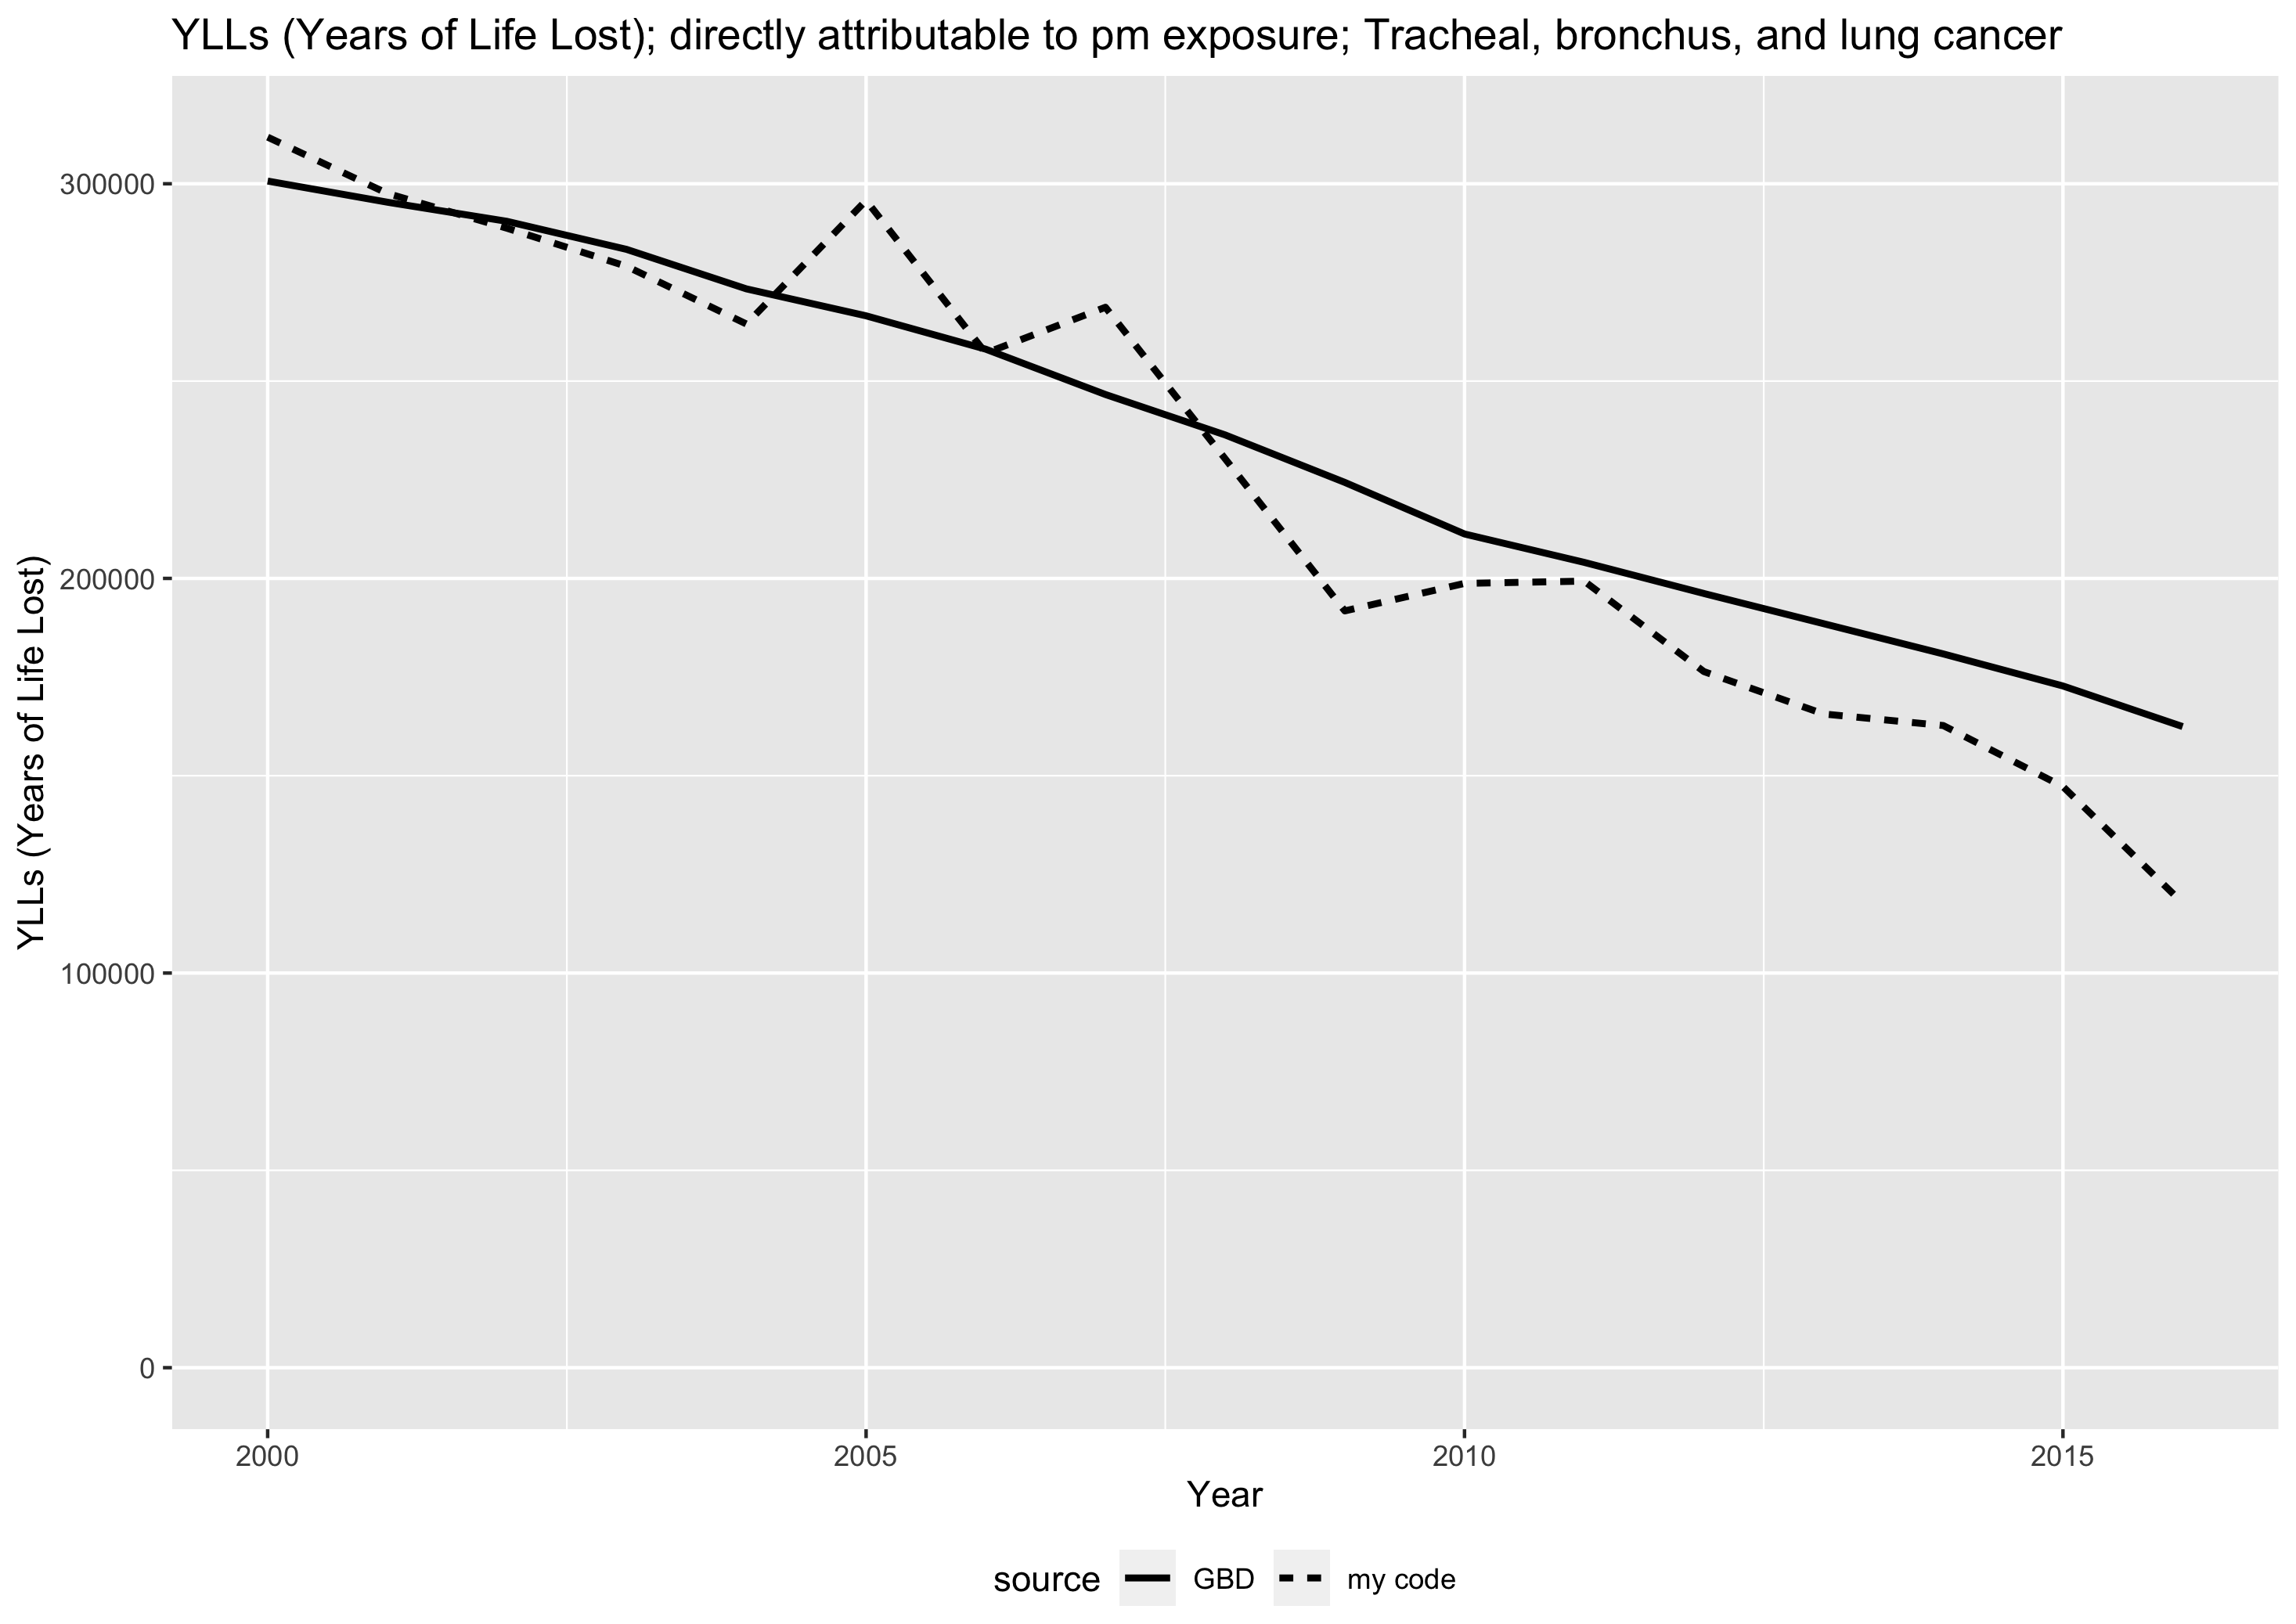 YLLs (Years of Life Lost); directly attributable to pm exposure; Tracheal, bronchus, and lung cancer
YLLs (Years of Life Lost)
300000
200000
100000
0
2000 2005 2010 2015
Year
source GBD my code